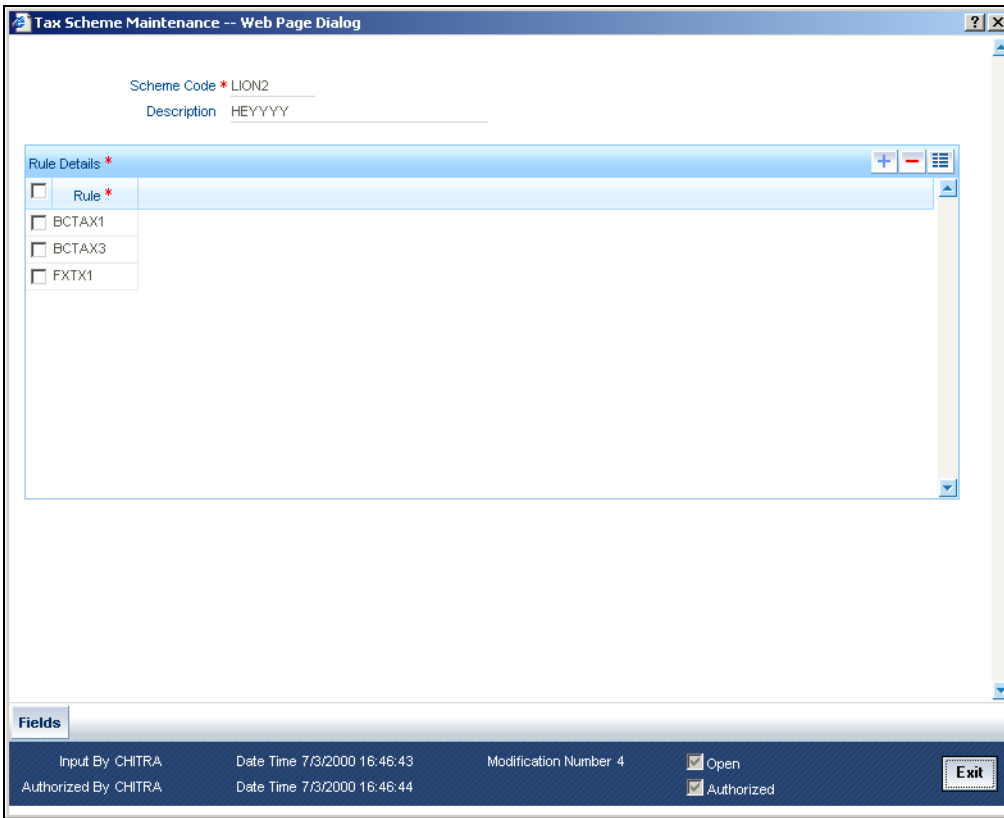 Tax Scheme Maintenance -- Web Page Dialog
Scheme Code * LION2
Description HEYYYY
Rule Details *
Rule *
BCTAX1
BCTAX3
FXTX1
Fields
Input By CHITRA Date Time 7/3/2000 16:46:43 Modification Number 4 Open
Authorized By CHITRA Date Time 7/3/2000 16:46:44 Authorized
Exit